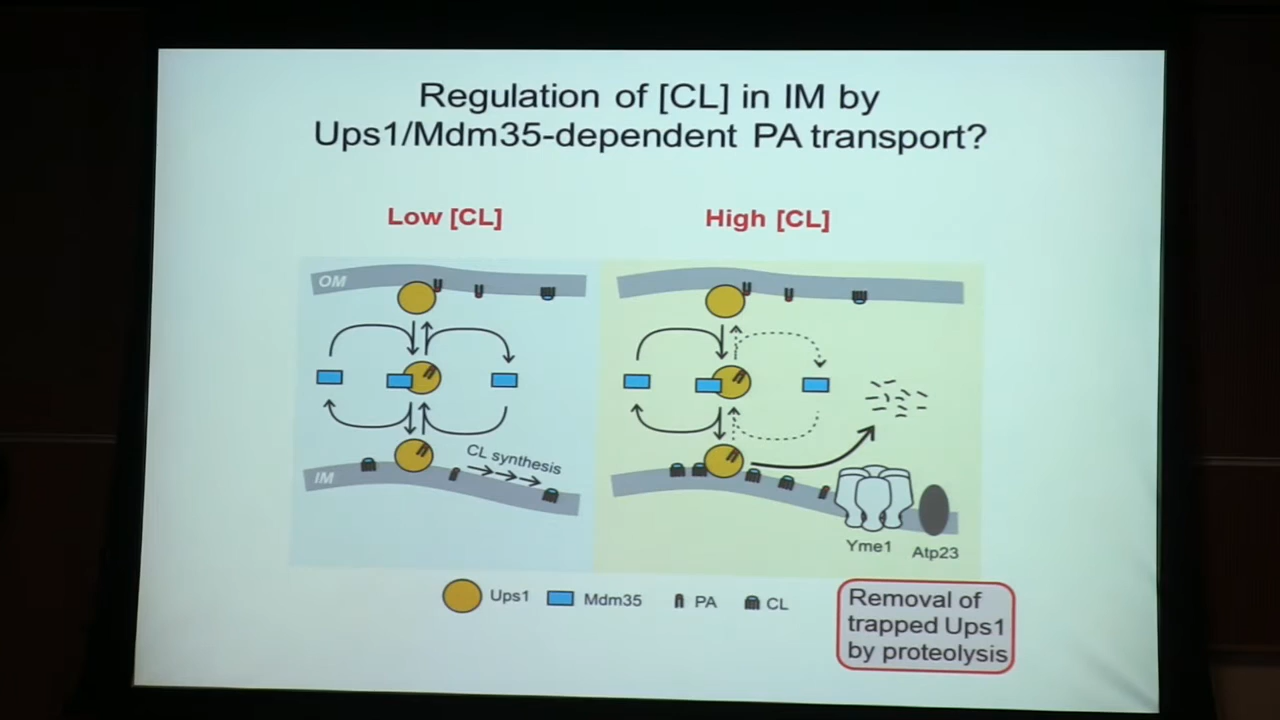 Regulation of [CL] in IM by
Ups1/Mdm35-dependent PA transport?
Low [CL]
High [CL]
OM
CL synthesis
IM
Yme1
Atp23
Ups1
Mdm35
PA
CL
Removal of
trapped Ups1
by proteolysis